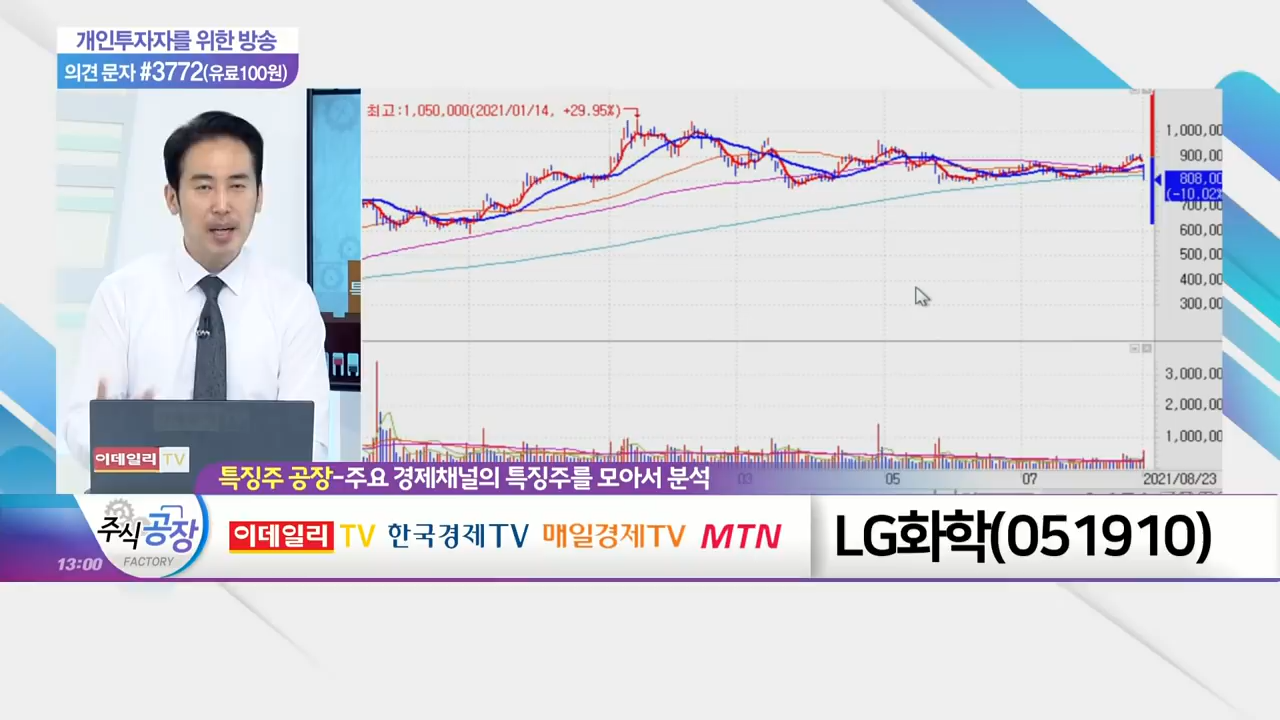 개인투자자를 위한 방송
의견 문자 #3772(유료100원)
최고:1,050,000(2021/01/14, +29.95%)
1,000,00
900,00
808,00
(-10.02%
700,00
600,00
500,00
400,00
300,00
3,000,00
2,000,00
1,000,00
03
05
07
2021/08/23
특
이데일리 TV
특징주 공장-주요 경제채널의 특징주를 모아서 분석
주식공장
FACTORY
13:00
이데일리 TV 한국경제TV 매일경제TV MTN
LG화학(051910)